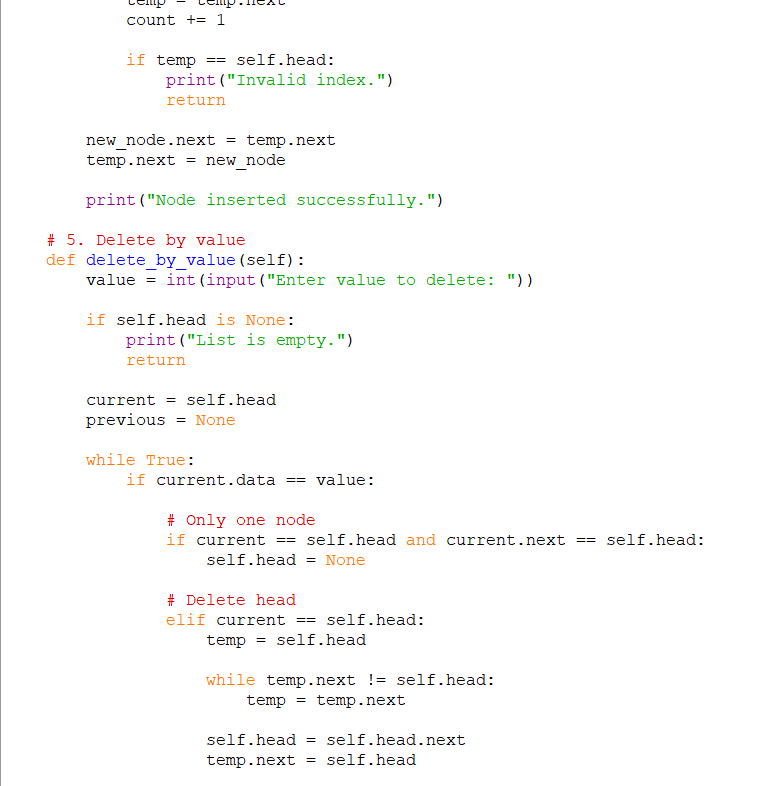 temp = temp.next
count += 1
if temp == self.head:
print("Invalid index.")
return
new_node.next = temp.next
temp.next = new_node
print("Node inserted successfully.")
# 5. Delete by value
def delete_by_value(self):
value = int(input("Enter value to delete: "))
if self.head is None:
print("List is empty.")
return
current = self.head
previous = None
while True:
if current.data == value:
# Only one node
if current == self.head and current.next == self.head:
self.head = None
# Delete head
elif current == self.head:
temp = self.head
while temp.next != self.head:
temp = temp.next
self.head = self.head.next
temp.next = self.head